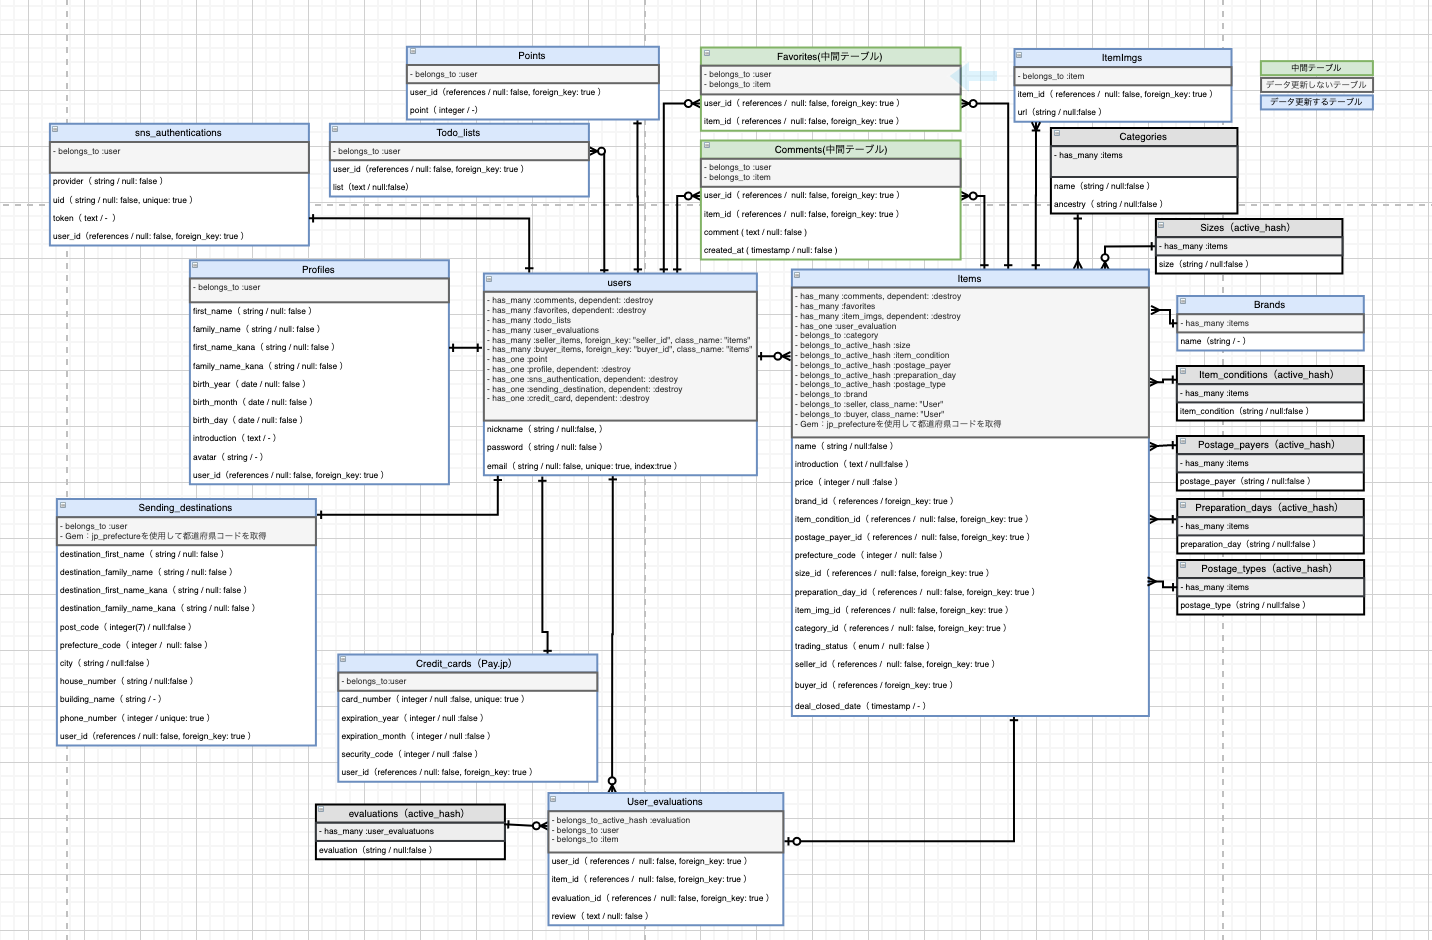 Points
- belongs_to :user
user_id（references / null: false, foreign_key: true ）
point （ integer / -）
Favorites(中間テーブル)
- belongs_to :user
- belongs_to :item
user_id（ references /  null: false, foreign_key: true ）
item_id（ references /  null: false, foreign_key: true ）
ItemImgs
- belongs_to :item
item_id（ references /  null: false, foreign_key: true ）
url（string / null:false ）
中間テーブル
データ更新しないテーブル
データ更新するテーブル
sns_authentications
- belongs_to :user
provider（ string / null: false ）
uid（ string / null: false, unique: true ）
token（ text / -  ）
user_id（references / null: false, foreign_key: true ）
Todo_lists
- belongs_to :user
user_id（references / null: false, foreign_key: true ）
list（text / null:false）
Comments(中間テーブル)
- belongs_to :user
- belongs_to :item
user_id（ references /  null: false, foreign_key: true ）
item_id（ references /  null: false, foreign_key: true ）
comment ( text / null: false ）
created_at ( timestamp / null: false ）
Categories
- has_many :items
name（string / null:false ）
ancestry（ string / null:false ）
Sizes（active_hash）
- has_many :items
size（string / null:false ）
Profiles
- belongs_to :user
first_name（ string / null: false ）
family_name（ string / null: false ）
first_name_kana（ string / null: false ）
family_name_kana（ string / null: false ）
birth_year（ date / null: false ）
birth_month（ date / null: false ）
birth_day（ date / null: false ）
introduction（ text / - ）
avatar（ string / - ）
user_id（references / null: false, foreign_key: true ）
users
- has_many :comments, dependent: :destroy
- has_many :favorites, dependent: :destroy
- has_many :todo_lists
- has_many :user_evaluations
- has_many :seller_items, foreign_key: "seller_id", class_name: "items"
- has_many :buyer_items, foreign_key: "buyer_id", class_name: "items"
- has_one :point
- has_one :profile, dependent: :destroy
- has_one :sns_authentication, dependent: :destroy
- has_one :sending_destination, dependent: :destroy
- has_one :credit_card, dependent: :destroy
nickname（ string / null:false, ）
password（ string / null: false ）
email（ string / null: false, unique: true, index:true ）
Items
- has_many :comments, dependent: :destroy
- has_many :favorites
- has_many :item_imgs, dependent: :destroy
- has_one :user_evaluation
- belongs_to :category
- belongs_to_active_hash :size
- belongs_to_active_hash :item_condition
- belongs_to_active_hash :postage_payer
- belongs_to_active_hash :preparation_day
- belongs_to_active_hash :postage_type
- belongs_to :brand
- belongs_to :seller, class_name: "User"
- belongs_to :buyer, class_name: "User"
- Gem：jp_prefectureを使用して都道府県コードを取得
name（ string / null:false ）
introduction（ text / null:false ）
price（ integer / null :false ）
brand_id（ references / foreign_key: true ）
item_condition_id（ references /  null: false, foreign_key: true ）
postage_payer_id（ references /  null: false, foreign_key: true ）
prefecture_code（ integer /  null: false ）
size_id（ references /  null: false, foreign_key: true ）
preparation_day_id（ references /  null: false, foreign_key: true ）
item_img_id（ references /  null: false, foreign_key: true ）
category_id（ references /  null: false, foreign_key: true ）
trading_status（ enum /  null: false ）
seller_id（ references /  null: false, foreign_key: true ）
buyer_id（ references / foreign_key: true ）
deal_closed_date（ timestamp / - ）
Brands
- has_many :items
name（string / - ）
Item_conditions（active_hash）
- has_many :items
item_condition（string / null:false ）
Postage_payers（active_hash）
- has_many :items
postage_payer（string / null:false ）
Preparation_days（active_hash）
- has_many :items
preparation_day（string / null:false ）
Postage_types（active_hash）
- has_many :items
postage_type（string / null:false ）
Sending_destinations
- belongs_to :user
- Gem：jp_prefectureを使用して都道府県コードを取得
destination_first_name（ string / null: false ）
destination_family_name（ string / null: false ）
destination_first_name_kana（ string / null: false ）
destination_family_name_kana（ string / null: false ）
post_code（ integer(7) / null:false ）
prefecture_code（ integer /  null: false ）
city（ string / null:false ）
house_number（ string / null:false ）
building_name（ string / - ）
phone_number（ integer / unique: true ）
user_id（references / null: false, foreign_key: true ）
Credit_cards（Pay.jp）
- belongs_to:user
card_number（ integer / null :false, unique: true ）
expiration_year（ integer / null :false ）
expiration_month（ integer / null :false ）
security_code（ integer / null :false ）
user_id（references / null: false, foreign_key: true ）
evaluations（active_hash）
- has_many :user_evaluatuons
evaluation（string / null:false ）
User_evaluations
- belongs_to_active_hash :evaluation
- belongs_to :user
- belongs_to :item
user_id（ references /  null: false, foreign_key: true ）
item_id（ references /  null: false, foreign_key: true ）
evaluation_id（ references /  null: false, foreign_key: true ）
review（ text / null: false ）